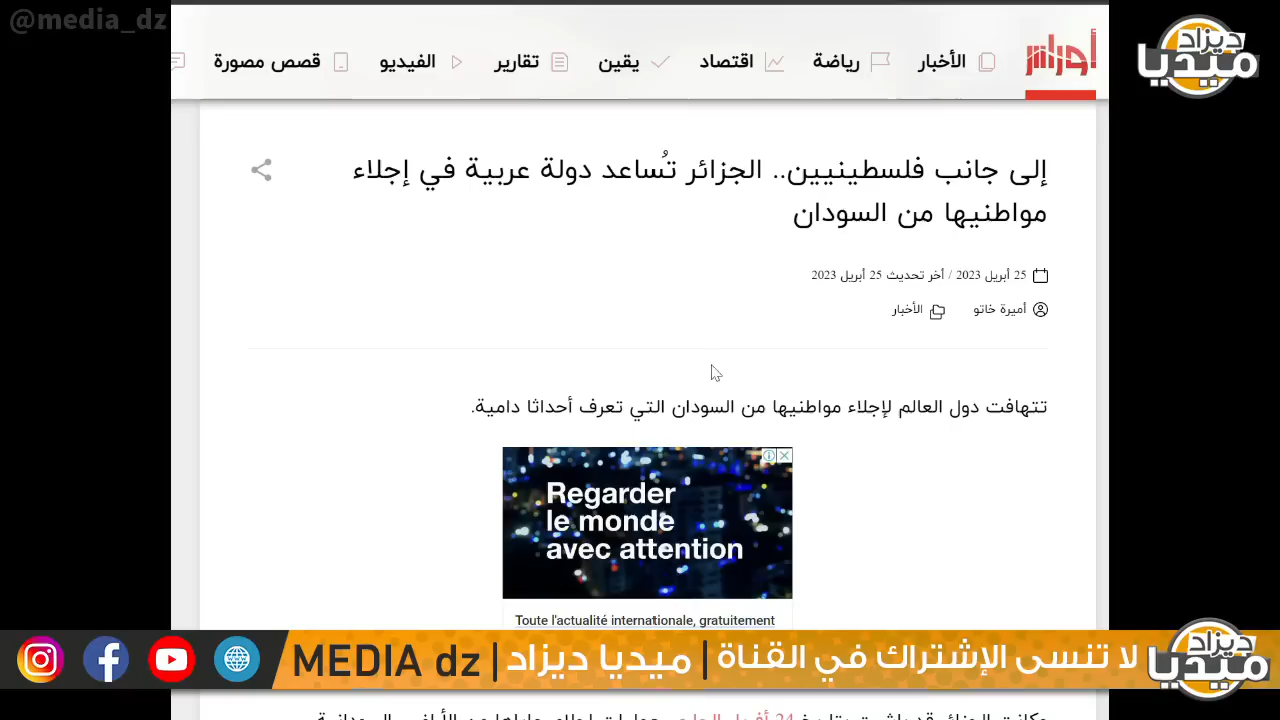 @media_dz
أوراس
الأخبار
رياضة
اقتصاد
يقين
تقارير
الفيديو
قصص مصورة
ديزاد
ميديا
إلى جانب فلسطينيين.. الجزائر تُساعد دولة عربية في إجلاء
مواطنيها من السودان
25 أبريل 2023 / أخر تحديث 25 أبريل 2023
أميرة خاتو
الأخبار
تتهافت دول العالم لإجلاء مواطنيها من السودان التي تعرف أحداثا دامية.
Regarder
le monde
avec attention
Toute l'actualité internationale, gratuitement
لا تنسى الإشتراك في القناة | ميديا ديزاد | MEDIA dz
ديزاد
ميديا